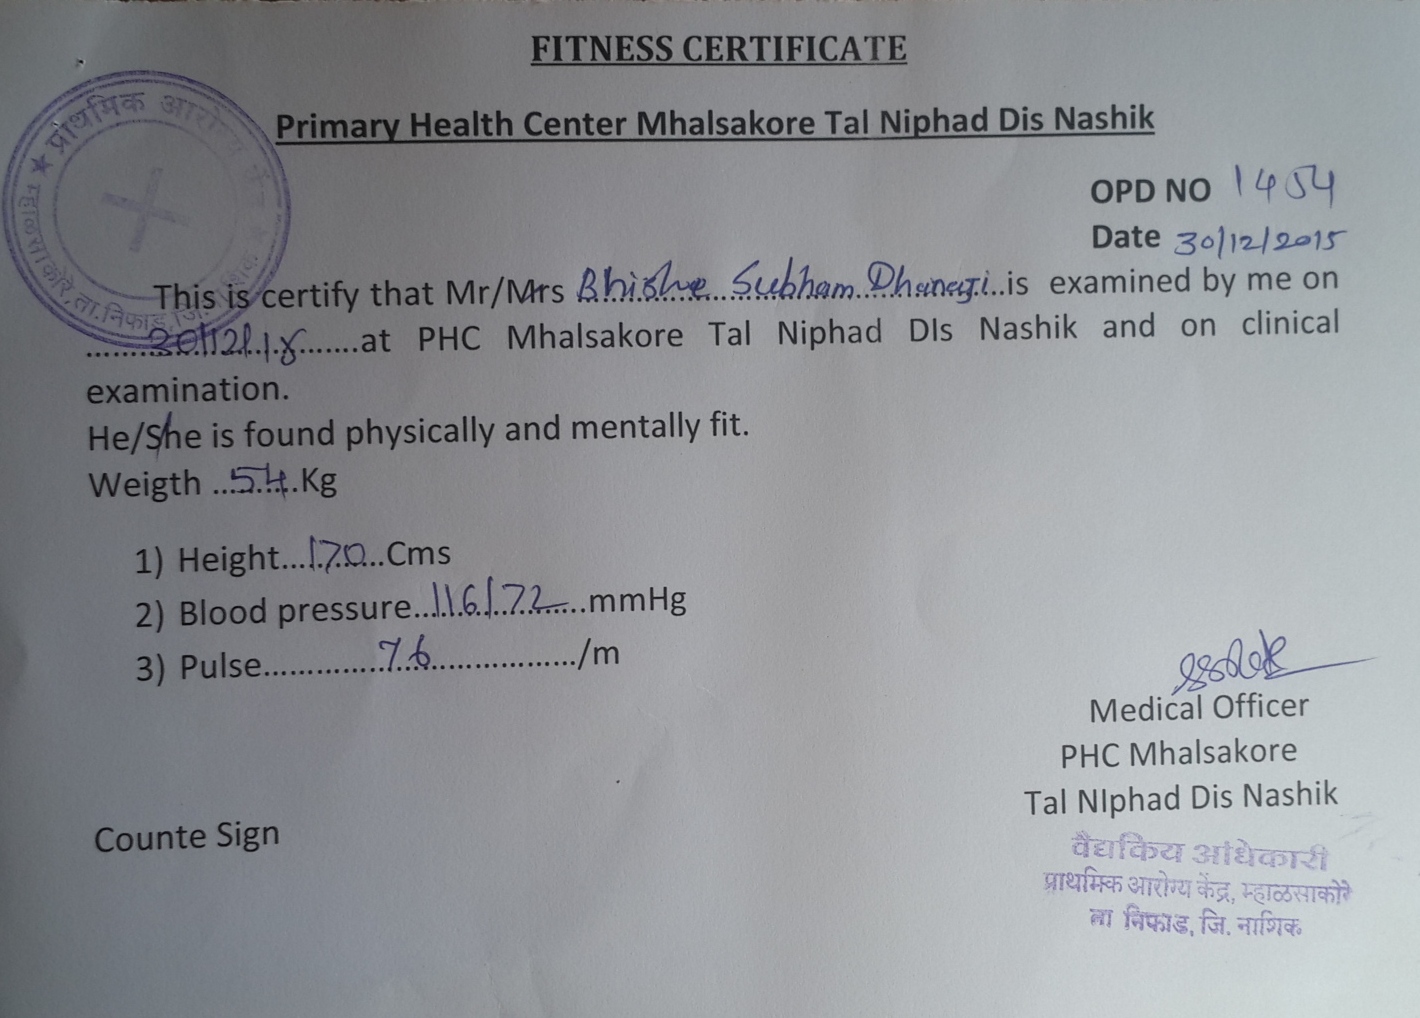 FITNESS CERTIFICATE
Primary Health Center Mhalsakore Tal Niphad Dis Nashik
★ प्राथमिक आरोग्य केंद्र ★ म्हाळसाकोरे, ता. निफाड, जि. नाशिक
OPD NO 1454
Date 30/12/2015
This is certify that Mr/Mrs Bhishe Subham Dhanaji is examined by me on
at PHC Mhalsakore Tal Niphad DIs Nashik and on clinical
examination.
He/She is found physically and mentally fit.
Weigth ...54..Kg
1) Height...170...Cms
2) Blood pressure..116/72...mmHg
3) Pulse.............76................/m
Medical Officer
PHC Mhalsakore
Tal NIphad Dis Nashik
Counte Sign
वैद्यकिय अधिकारी
प्राथमिक आरोग्य केंद्र, म्हाळसाकोरे
ता निफाड, जि. नाशिक